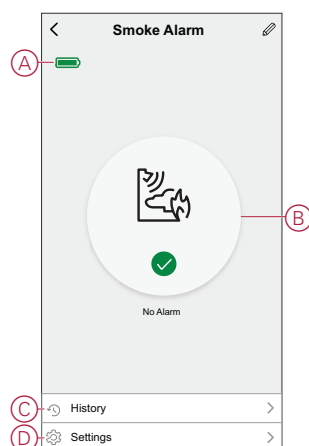 Smoke Alarm
A
B
No Alarm
C
History
D
Settings